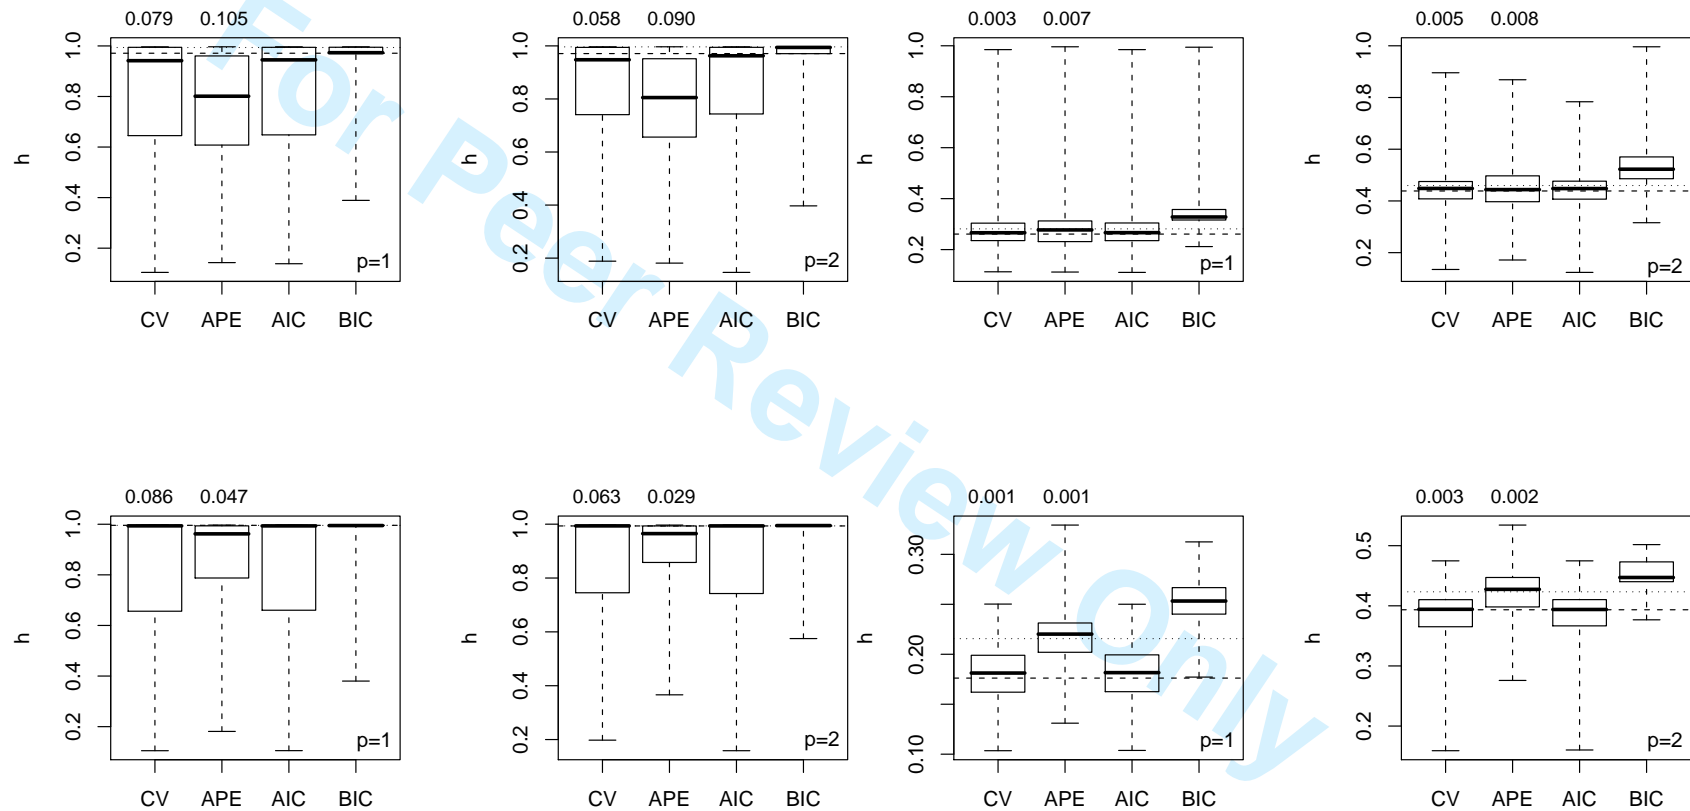 0.079 0.105
0.058 0.090
0.003 0.007
0.005 0.008
h
0.2 0.4 0.6 0.8 1.0
p=1
CV APE AIC BIC
h
0.2 0.4 0.6 0.8 1.0
p=2
CV APE AIC BIC
h
0.2 0.4 0.6 0.8 1.0
p=1
CV APE AIC BIC
h
0.2 0.4 0.6 0.8 1.0
p=2
CV APE AIC BIC
0.086 0.047
0.063 0.029
0.001 0.001
0.003 0.002
h
0.2 0.4 0.6 0.8 1.0
p=1
CV APE AIC BIC
h
0.2 0.4 0.6 0.8 1.0
p=2
CV APE AIC BIC
h
0.10 0.20 0.30
p=1
CV APE AIC BIC
h
0.2 0.3 0.4 0.5
p=2
CV APE AIC BIC
For Peer Review Only